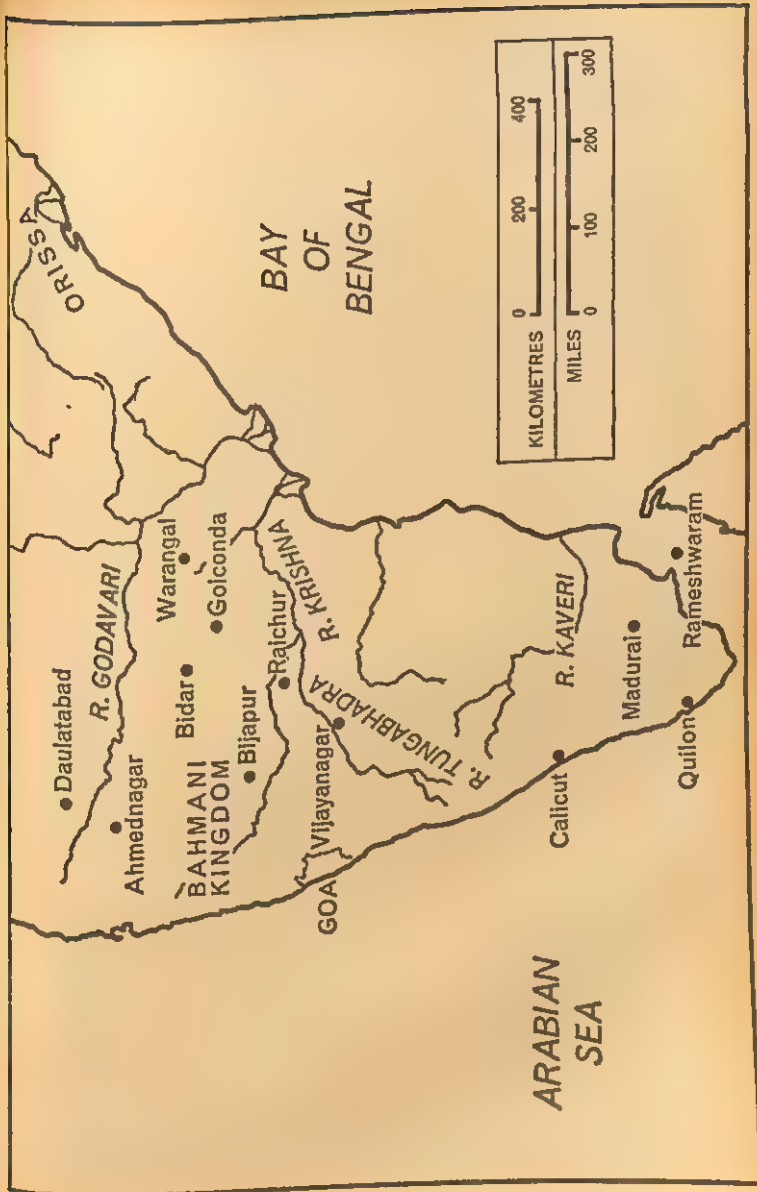 ORISSA
Daulatabad
R. GODAVARI
Ahmednagar
Warangal
Bidar
Golconda
BAHMANI
KINGDOM
Bijapur
Raichur
R. KRISHNA
GOA
Vijayanagar
R. TUNGABHADRA
BAY
OF
BENGAL
Calicut
R. KAVERI
Madurai
Quilon
Rameshwaram
ARABIAN
SEA
KILOMETRES
0 200 400
MILES
0 100 200 300